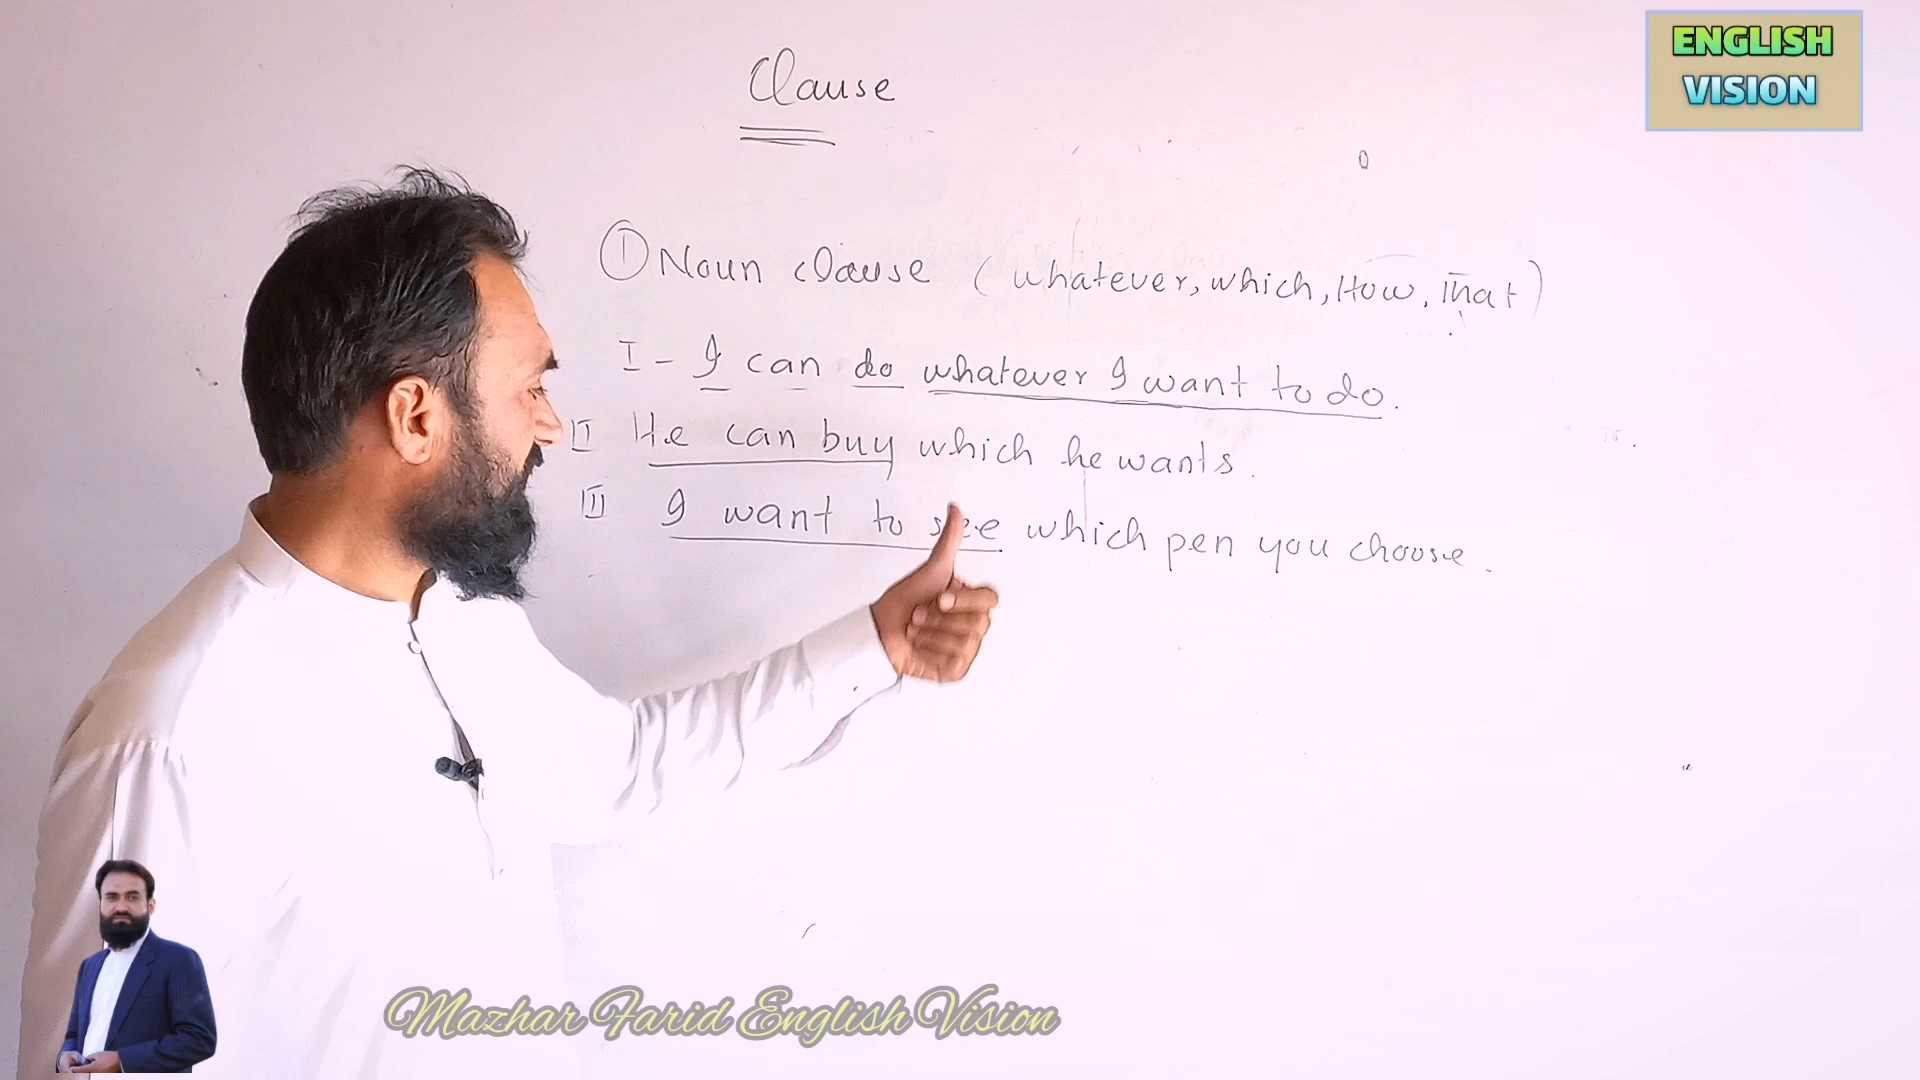 ENGLISH
VISION
Clause
① Noun clause (whatever, which, How, That)
I - I can do whatever I want to do.
II He can buy which he wants.
III I want to see which pen you choose.
Mazhar Farid English Vision